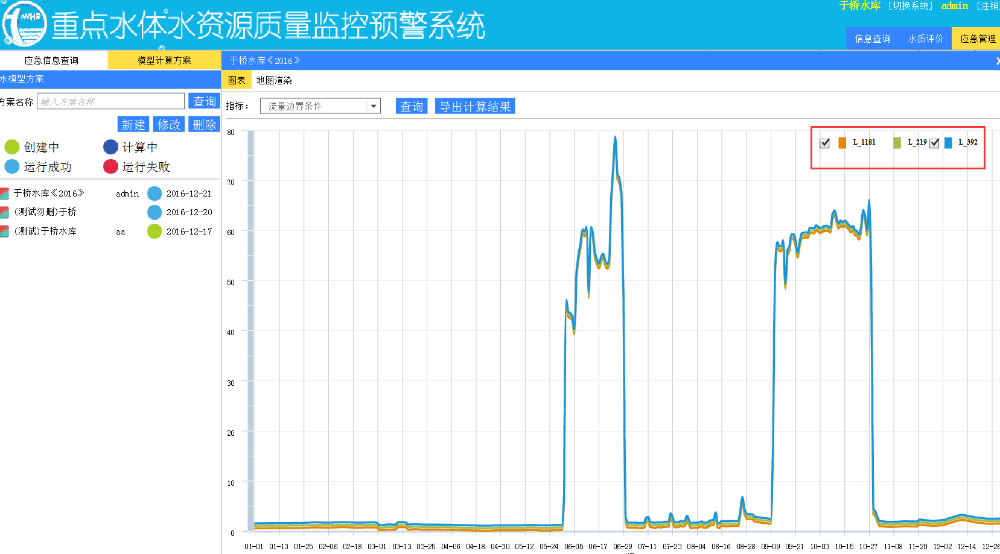 于桥水库 [切换系统] admin [注销
IWHR 重点水体水资源质量监控预警系统
信息查询 水质评价 应急管理
应急信息查询 模型计算方案 于桥水库《2016》
水模型方案
图表 地图渲染
方案名称 输入方案名称 查询
指标： 流量边界条件 查询 导出计算结果
新建 修改 删除
创建中 计算中
运行成功 运行失败
于桥水库《2016》 admin 2016-12-21
(测试勿删)于桥 2016-12-20
(测试)于桥水库 aa 2016-12-17
L_1181 L_219 L_392
80
70
60
50
40
30
20
10
0
01-01 01-13 01-25 02-06 02-18 03-01 03-13 03-25 04-06 04-18 04-30 05-12 05-24 06-05 06-17 06-29 07-11 07-23 08-04 08-16 08-28 09-09 09-21 10-03 10-15 10-27 11-08 11-20 12-02 12-14 12-26